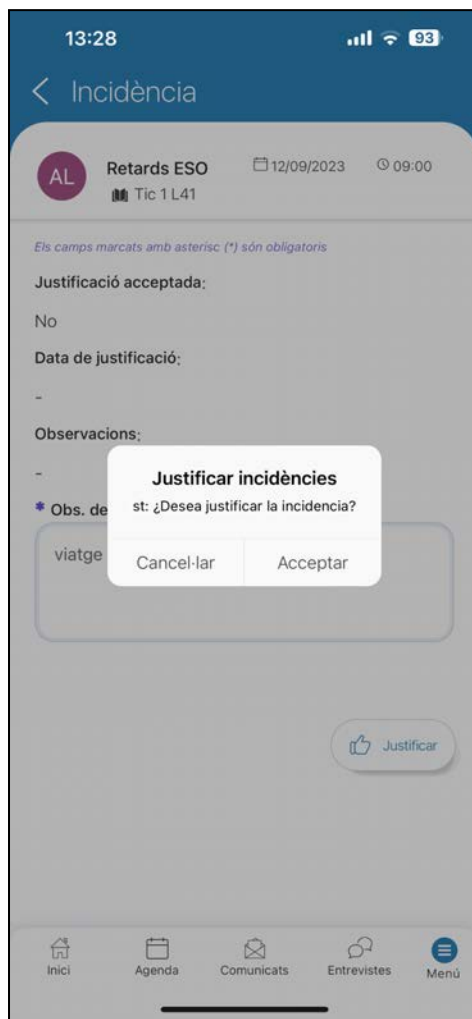 13:28
93
Incidència
AL
Retards ESO
12/09/2023
09:00
Tic 1 L41
Els camps marcats amb asterisc (*) són obligatoris
Justificació acceptada:
No
Data de justificació:
-
Observacions:
-
Justificar incidències
st: ¿Desea justificar la incidencia?
* Obs. de
viatge
Cancel·lar
Acceptar
Justificar
Inici
Agenda
Comunicats
Entrevistes
Menú